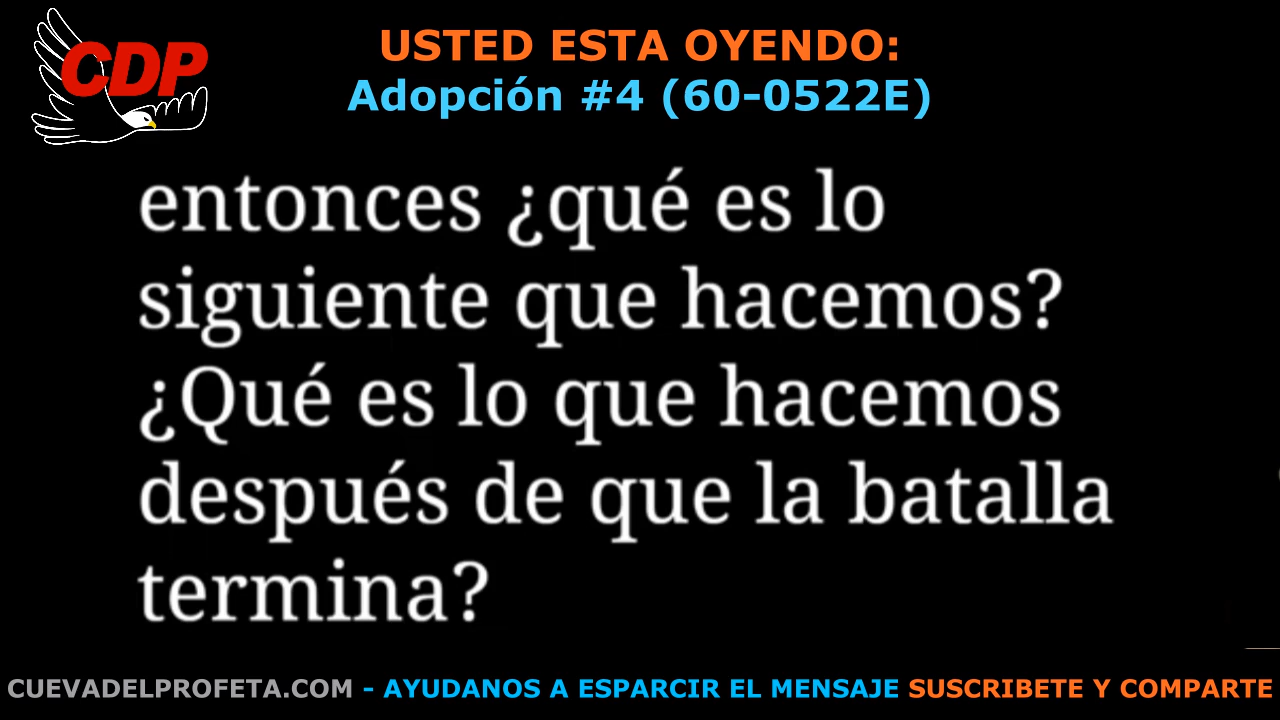 CDP
USTED ESTA OYENDO:
Adopción #4 (60-0522E)
entonces ¿qué es lo
siguiente que hacemos?
¿Qué es lo que hacemos
después de que la batalla
termina?
CUEVADELPROFETA.COM - AYUDANOS A ESPARCIR EL MENSAJE SUSCRIBETE Y COMPARTE